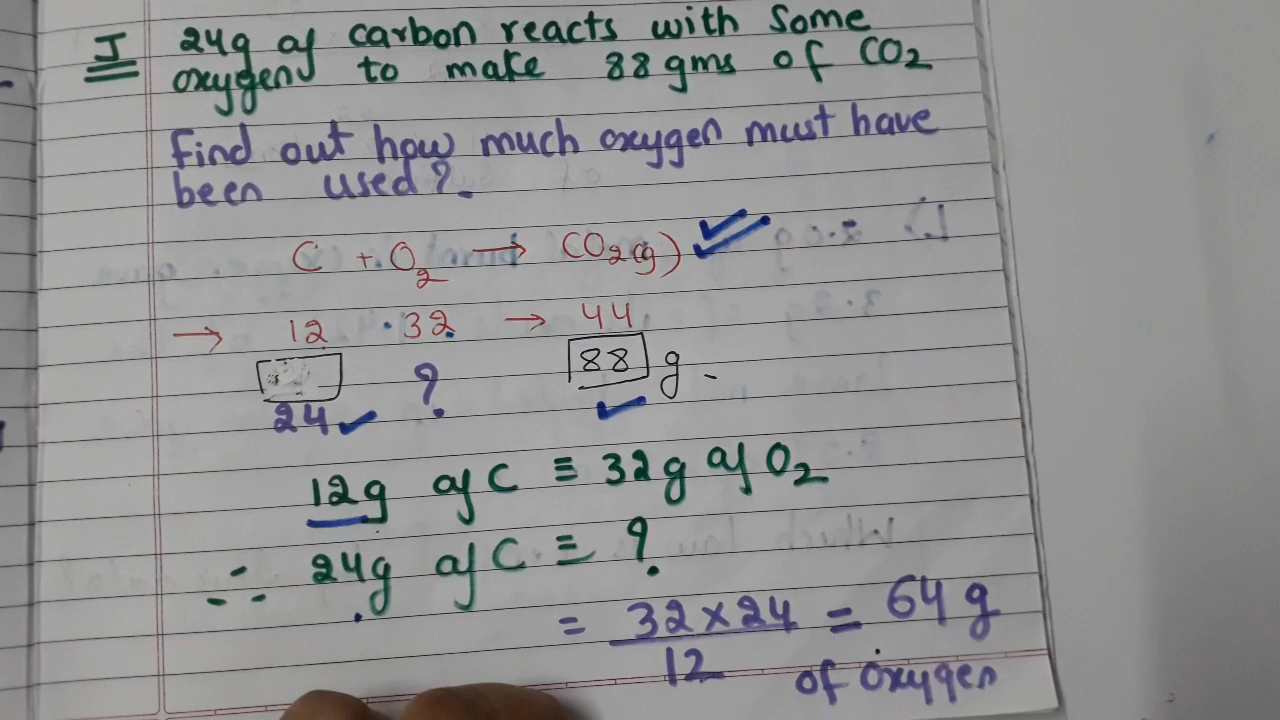 I 24g of carbon reacts with some
oxygen to make 88 gms of CO2
Find out how much oxygen must have
been used?.
C + O2 → CO2(g)
→ 12 · 32 → 44
88 g.
24 ?
12g of C ≡ 32g of O2
∴ 24g of C ≡ ?
= 32×24 = 64 g
12 of oxygen